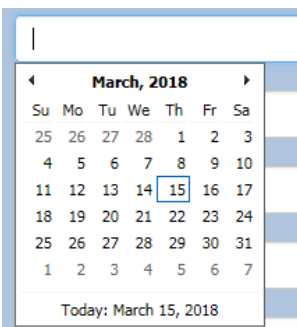 March, 2018
Su Mo Tu We Th Fr Sa
25 26 27 28 1 2 3
4 5 6 7 8 9 10
11 12 13 14 15 16 17
18 19 20 21 22 23 24
25 26 27 28 29 30 31
1 2 3 4 5 6 7
Today: March 15, 2018